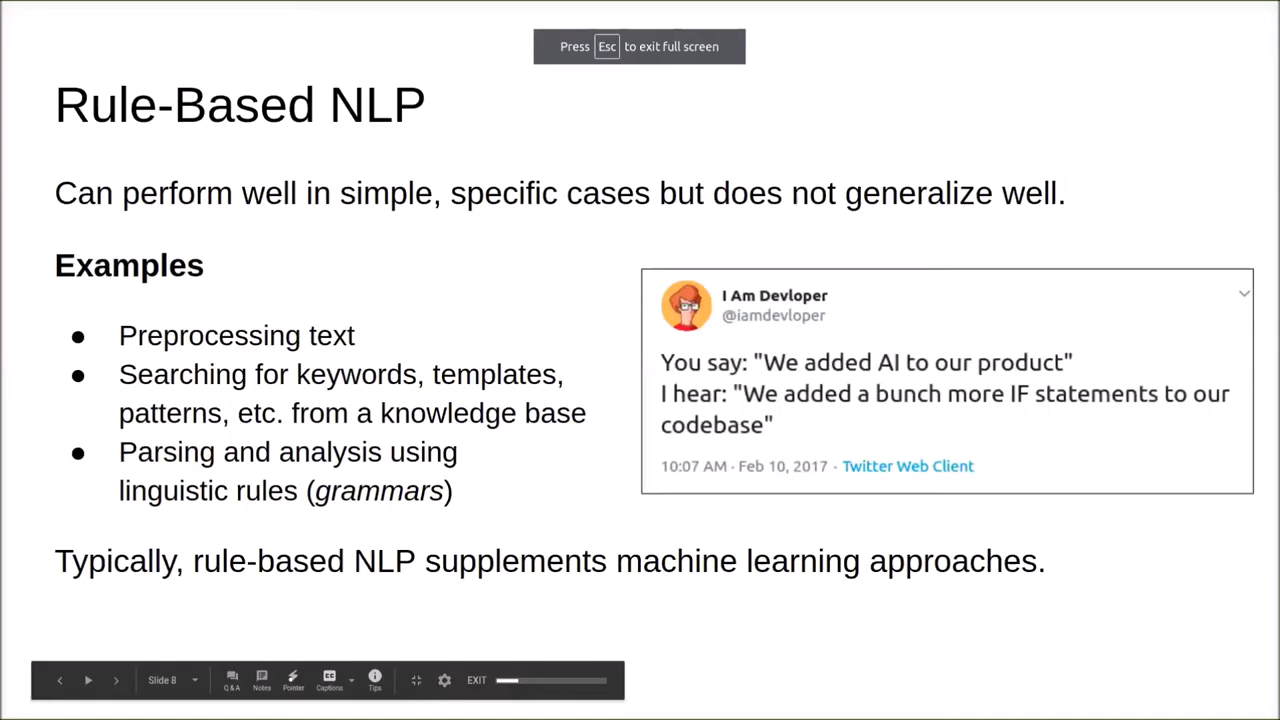 Press Esc to exit full screen
Rule-Based NLP
Can perform well in simple, specific cases but does not generalize well.
Examples
● Preprocessing text
● Searching for keywords, templates,
patterns, etc. from a knowledge base
● Parsing and analysis using
linguistic rules (grammars)
I Am Devloper
@iamdevloper
You say: "We added AI to our product"
I hear: "We added a bunch more IF statements to our
codebase"
10:07 AM · Feb 10, 2017 · Twitter Web Client
Typically, rule-based NLP supplements machine learning approaches.
Slide 8
Q & A
Notes
Pointer
CC
Captions
Tips
EXIT